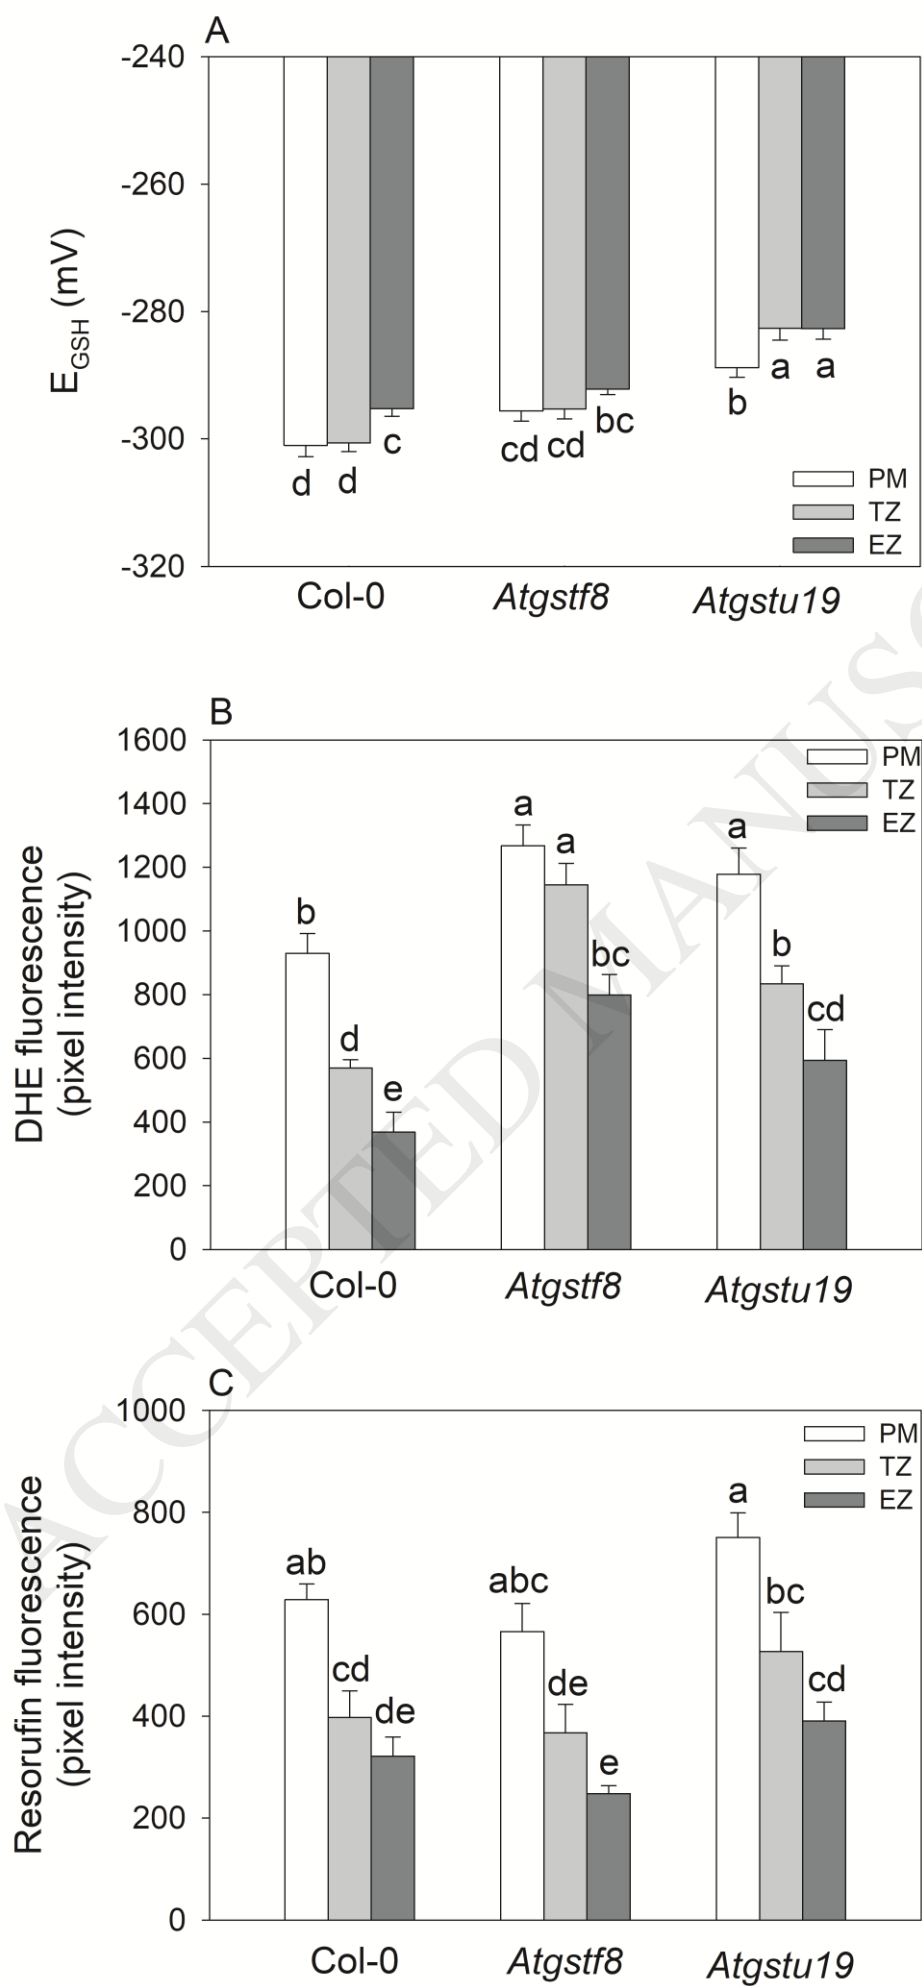 A
-240
-260
-280
-300
-320
E_GSH (mV)
d d c
cd cd bc
b a a
PM
TZ
EZ
Col-0 Atgstf8 Atgstu19
B
1600
1400
1200
1000
800
600
400
200
0
DHE fluorescence
(pixel intensity)
b d e
a a bc
a b cd
PM
TZ
EZ
Col-0 Atgstf8 Atgstu19
C
1000
800
600
400
200
0
Resorufin fluorescence
(pixel intensity)
ab cd de
abc de e
a bc cd
PM
TZ
EZ
Col-0 Atgstf8 Atgstu19
ACCEPTED MANUSC